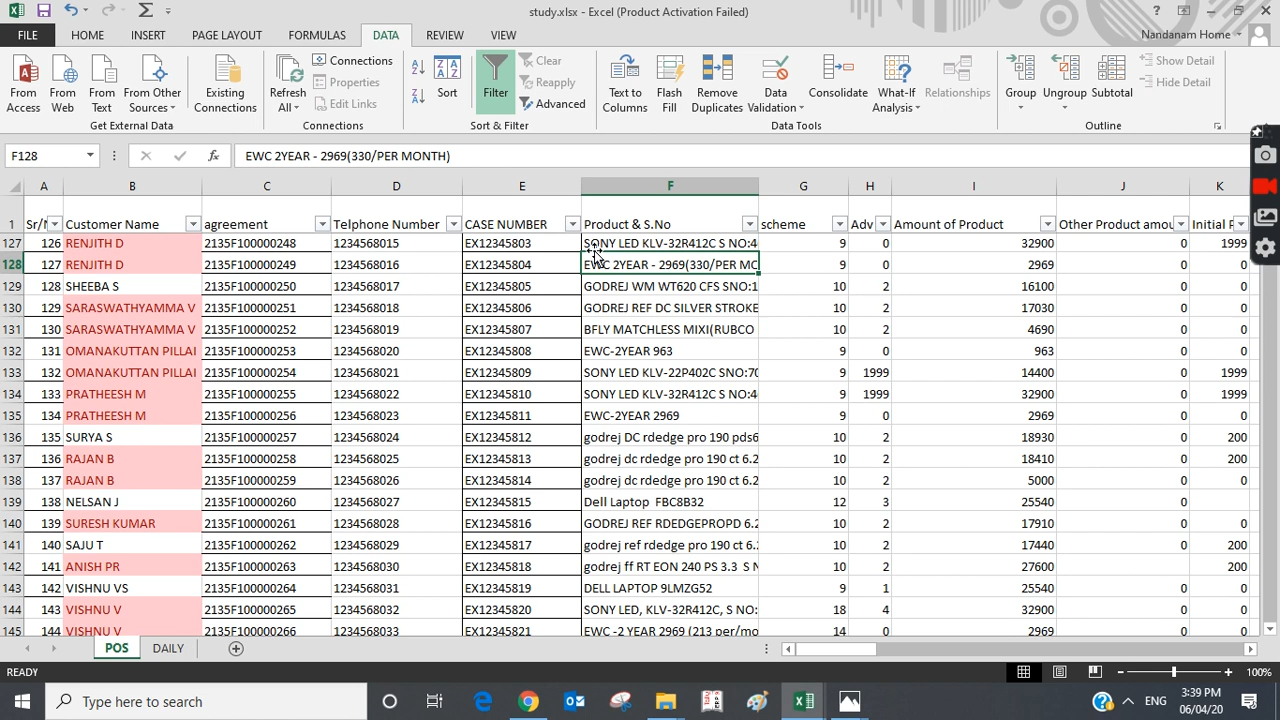 study.xlsx - Excel (Product Activation Failed)
?
FILE HOME INSERT PAGE LAYOUT FORMULAS DATA REVIEW VIEW Nandanam Home
From Access From Web From Text From Other Sources Existing Connections Refresh All Connections Properties Edit Links Sort Filter Clear Reapply Advanced Text to Columns Flash Fill Remove Duplicates Data Validation Consolidate What-If Analysis Relationships Group Ungroup Subtotal Show Detail Hide Detail
Get External Data Connections Sort & Filter Data Tools Outline
F128 fx EWC 2YEAR - 2969(330/PER MONTH)
A B C D E F G H I J K
1 Sr/N Customer Name agreement Telphone Number CASE NUMBER Product & S.No scheme Adv Amount of Product Other Product amou Initial P
127 126 RENJITH D 2135F100000248 1234568015 EX12345803 SONY LED KLV-32R412C S NO:4 9 0 32900 0 1999
128 127 RENJITH D 2135F100000249 1234568016 EX12345804 EWC 2YEAR - 2969(330/PER MO 9 0 2969 0 0
129 128 SHEEBA S 2135F100000250 1234568017 EX12345805 GODREJ WM WT620 CFS SNO:1 10 2 16100 0 0
130 129 SARASWATHYAMMA V 2135F100000251 1234568018 EX12345806 GODREJ REF DC SILVER STROKE 10 2 17030 0 0
131 130 SARASWATHYAMMA V 2135F100000252 1234568019 EX12345807 BFLY MATCHLESS MIXI(RUBCO 10 2 4690 0 0
132 131 OMANAKUTTAN PILLAI 2135F100000253 1234568020 EX12345808 EWC-2YEAR 963 9 0 963 0 0
133 132 OMANAKUTTAN PILLAI 2135F100000254 1234568021 EX12345809 SONY LED KLV-22P402C SNO:70 9 1999 14400 0 1999
134 133 PRATHEESH M 2135F100000255 1234568022 EX12345810 SONY LED KLV-32R412C S NO:4 9 1999 32900 0 1999
135 134 PRATHEESH M 2135F100000256 1234568023 EX12345811 EWC-2YEAR 2969 9 0 2969 0 0
136 135 SURYA S 2135F100000257 1234568024 EX12345812 godrej DC rdedge pro 190 pds6 10 2 18930 0 200
137 136 RAJAN B 2135F100000258 1234568025 EX12345813 godrej dc rdedge pro 190 ct 6.2 10 2 18410 0 200
138 137 RAJAN B 2135F100000259 1234568026 EX12345814 godrej dc rdedge pro 190 ct 6.2 10 2 5000 0 0
139 138 NELSAN J 2135F100000260 1234568027 EX12345815 Dell Laptop FBC8B32 12 3 25540 0
140 139 SURESH KUMAR 2135F100000261 1234568028 EX12345816 GODREJ REF RDEDGEPROPD 6.2 10 2 17910 0 0
141 140 SAJU T 2135F100000262 1234568029 EX12345817 godrej ref rdedge pro 190 ct 6.2 10 2 17440 0 200
142 141 ANISH PR 2135F100000263 1234568030 EX12345818 godrej ff RT EON 240 PS 3.3 S N 10 2 27600 200
143 142 VISHNU VS 2135F100000264 1234568031 EX12345819 DELL LAPTOP 9LMZG52 9 1 25540 0 0
144 143 VISHNU V 2135F100000265 1234568032 EX12345820 SONY LED, KLV-32R412C, S NO: 18 4 32900 0 0
145 144 VISHNU V 2135F100000266 1234568033 EX12345821 EWC -2 YEAR 2969 (213 per/mo 14 0 2969 0 0
POS DAILY
READY 100%
Type here to search ENG 3:39 PM
06/04/20